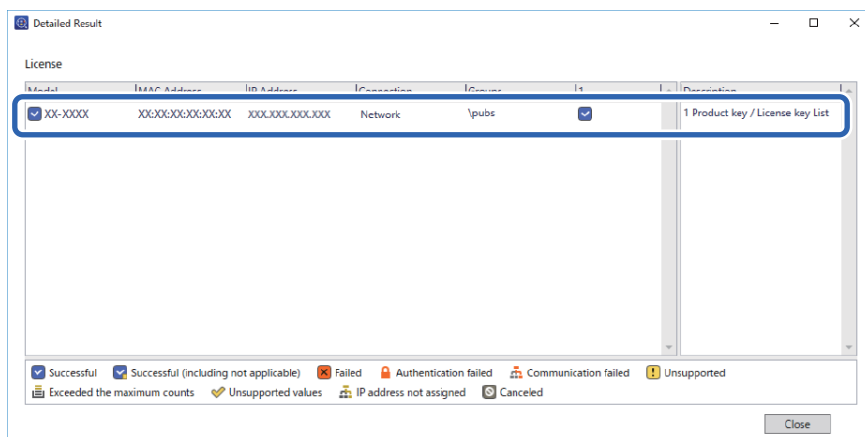 Detailed Result
License
Model MAC Address IP Address Connection Groups 1 Description
XX-XXXX XX:XX:XX:XX:XX:XX XXX.XXX.XXX.XXX Network \pubs 1 Product key / License key List
Successful Successful (including not applicable) Failed Authentication failed Communication failed Unsupported
Exceeded the maximum counts Unsupported values IP address not assigned Canceled
Close